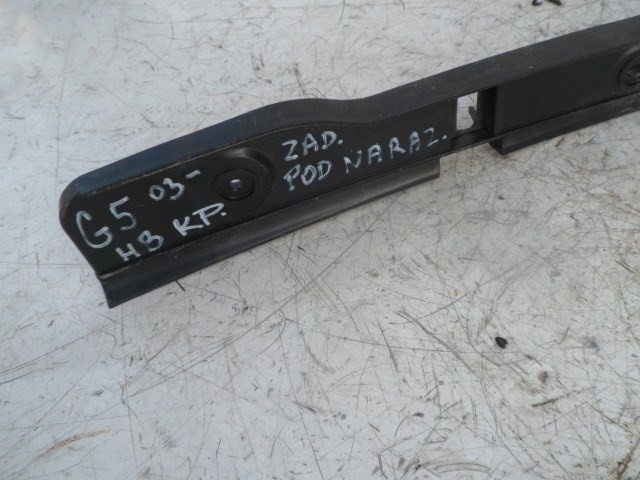 G5 03-
HB KP.
ZAD.
POD NARAZ.